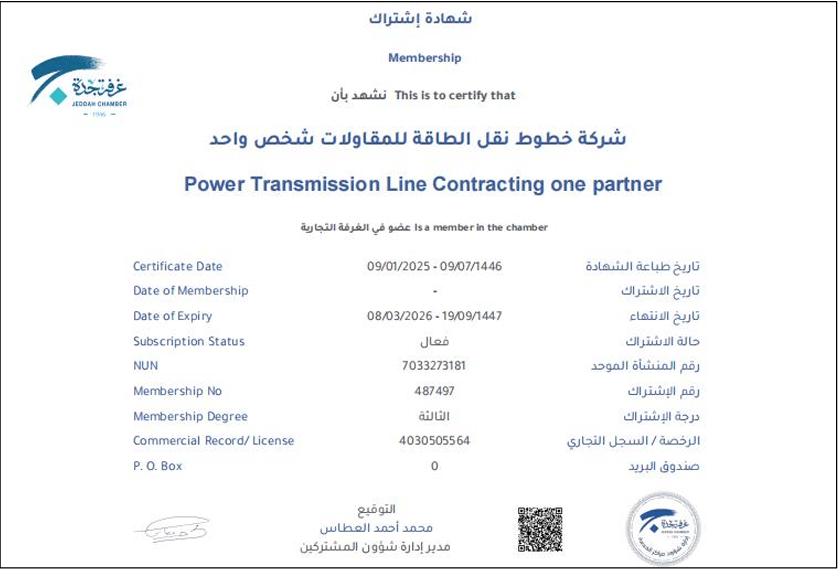 شهادة إشتراك
Membership
غرفة جدة
JEDDAH CHAMBER
1946
نشهد بأن This is to certify that
شركة خطوط نقل الطاقة للمقاولات شخص واحد
Power Transmission Line Contracting one partner
عضو في الغرفة التجارية Is a member in the chamber
Certificate Date 09/01/2025 - 09/07/1446 تاريخ طباعة الشهادة
Date of Membership - تاريخ الاشتراك
Date of Expiry 08/03/2026 - 19/09/1447 تاريخ الانتهاء
Subscription Status فعال حالة الاشتراك
NUN 7033273181 رقم المنشأة الموحد
Membership No 487497 رقم الإشتراك
Membership Degree الثالثة درجة الإشتراك
Commercial Record/ License 4030505564 الرخصة / السجل التجاري
P. O. Box 0 صندوق البريد
التوقيع
محمد أحمد العطاس
مدير إدارة شؤون المشتركين
غرفة جدة
JEDDAH CHAMBER